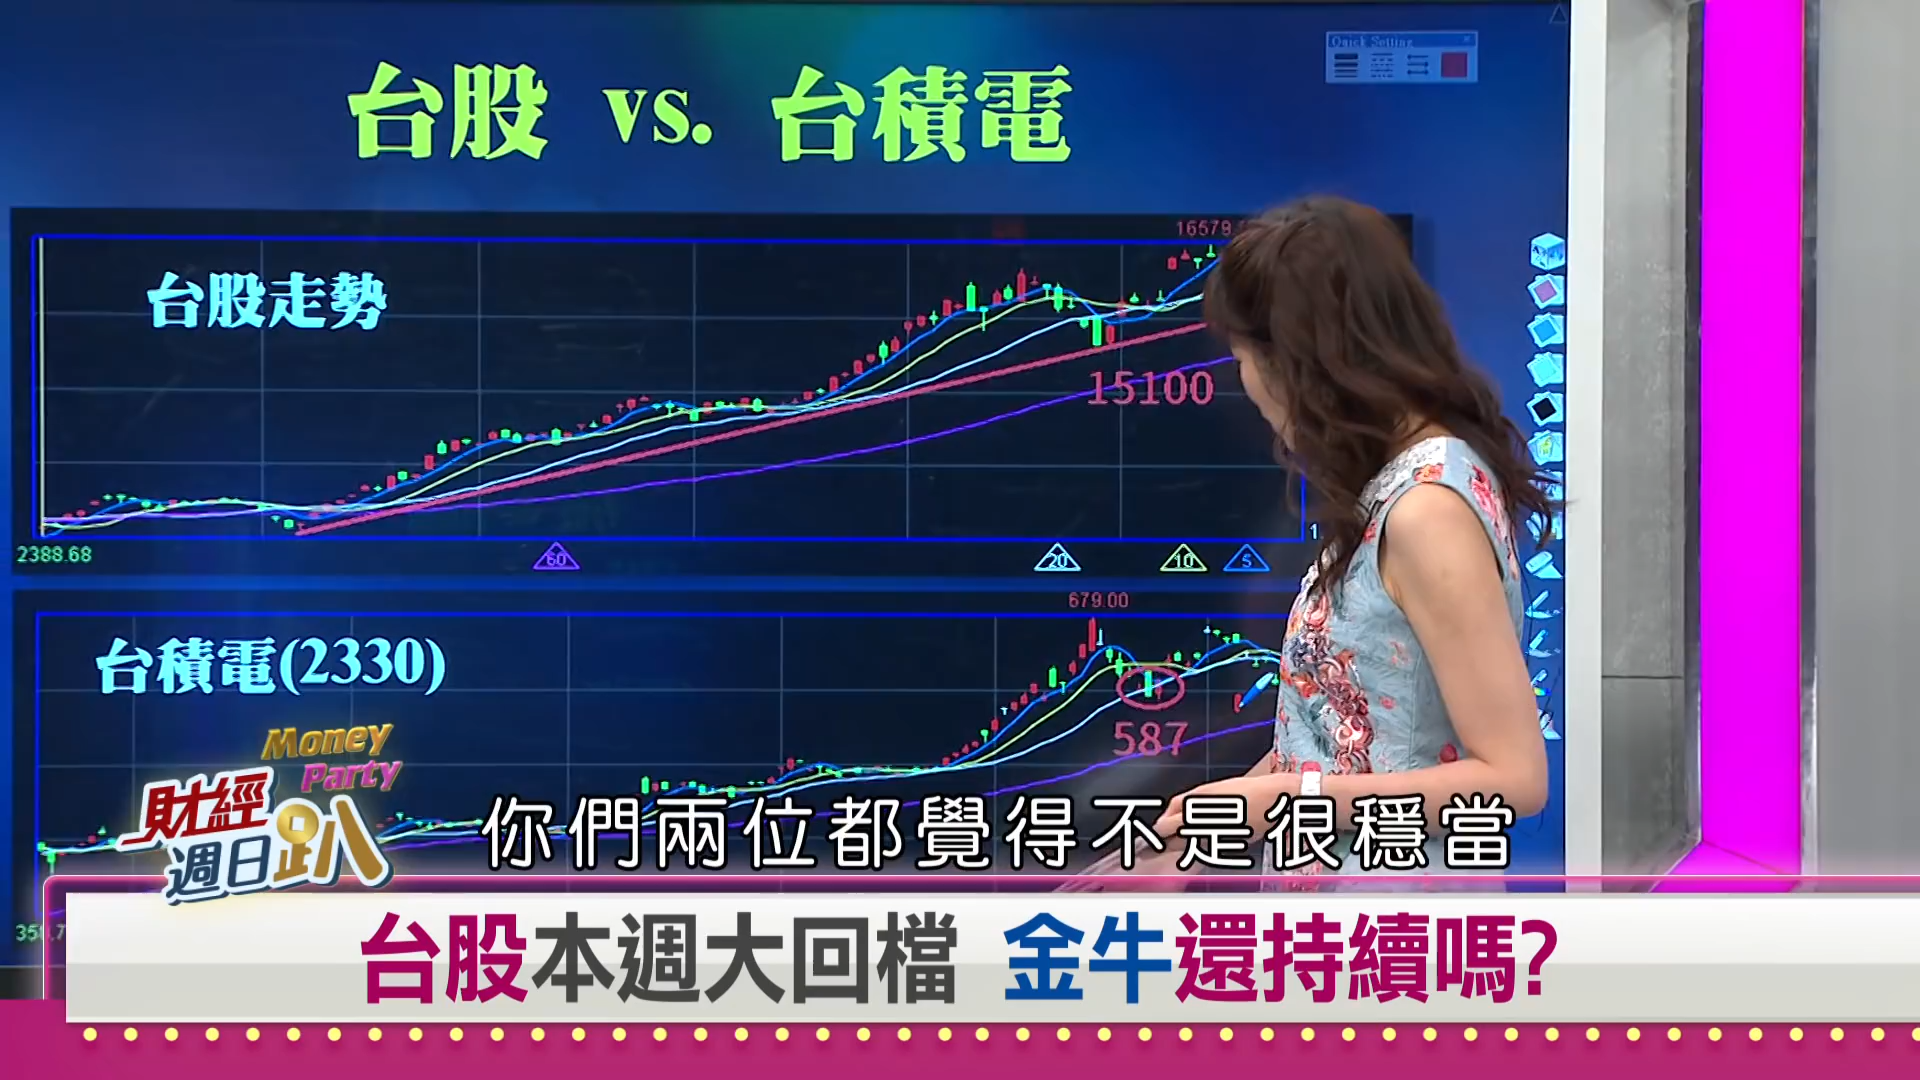 台股 vs. 台積電
Quick Setting
16579
台股走勢
15100
2388.68
60
20
10
5
679.00
台積電(2330)
587
Money
Party
財經
週日趴
你們兩位都覺得不是很穩當
台股本週大回檔 金牛還持續嗎?